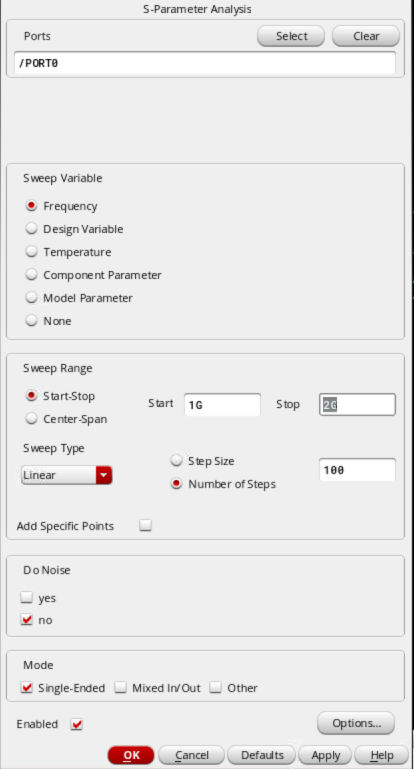 S-Parameter Analysis
Ports Select Clear
/PORT0
Sweep Variable
Frequency
Design Variable
Temperature
Component Parameter
Model Parameter
None
Sweep Range
Start-Stop Start 1G Stop 2G
Center-Span
Sweep Type
Linear Step Size 100
Number of Steps
Add Specific Points
Do Noise
yes
no
Mode
Single-Ended Mixed In/Out Other
Enabled Options...
OK Cancel Defaults Apply Help